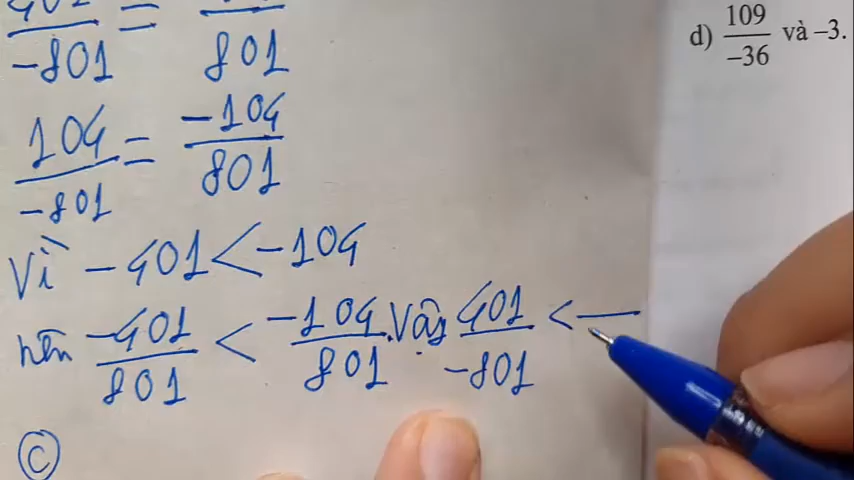 401/-801 = /801
104/-801 = -104/801
Vì -401 < -104
nên -401/801 < -104/801. Vậy 401/-801 < —
c
d) 109/-36 và -3.